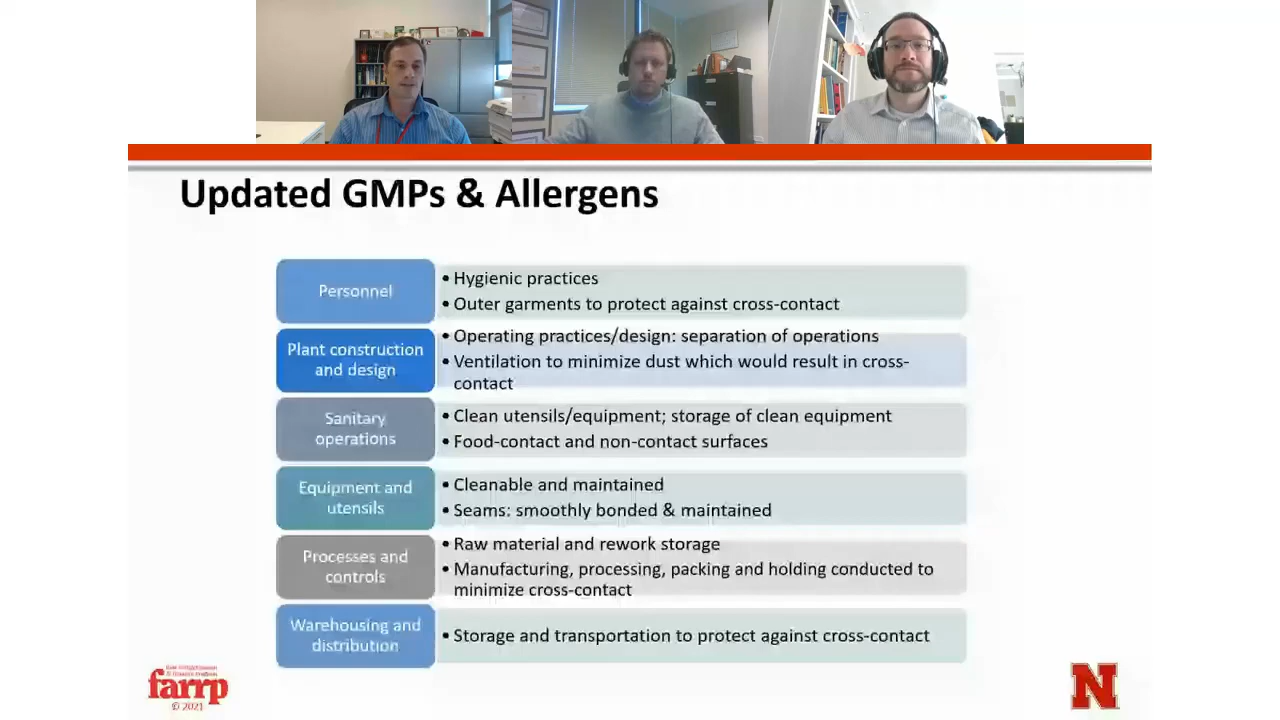 Updated GMPs & Allergens
Personnel
• Hygienic practices
• Outer garments to protect against cross-contact
Plant construction
and design
• Operating practices/design: separation of operations
• Ventilation to minimize dust which would result in cross-
contact
Sanitary
operations
• Clean utensils/equipment; storage of clean equipment
• Food-contact and non-contact surfaces
Equipment and
utensils
• Cleanable and maintained
• Seams: smoothly bonded & maintained
Processes and
controls
• Raw material and rework storage
• Manufacturing, processing, packing and holding conducted to
minimize cross-contact
Warehousing and
distribution
• Storage and transportation to protect against cross-contact
farrp
© 2021
N